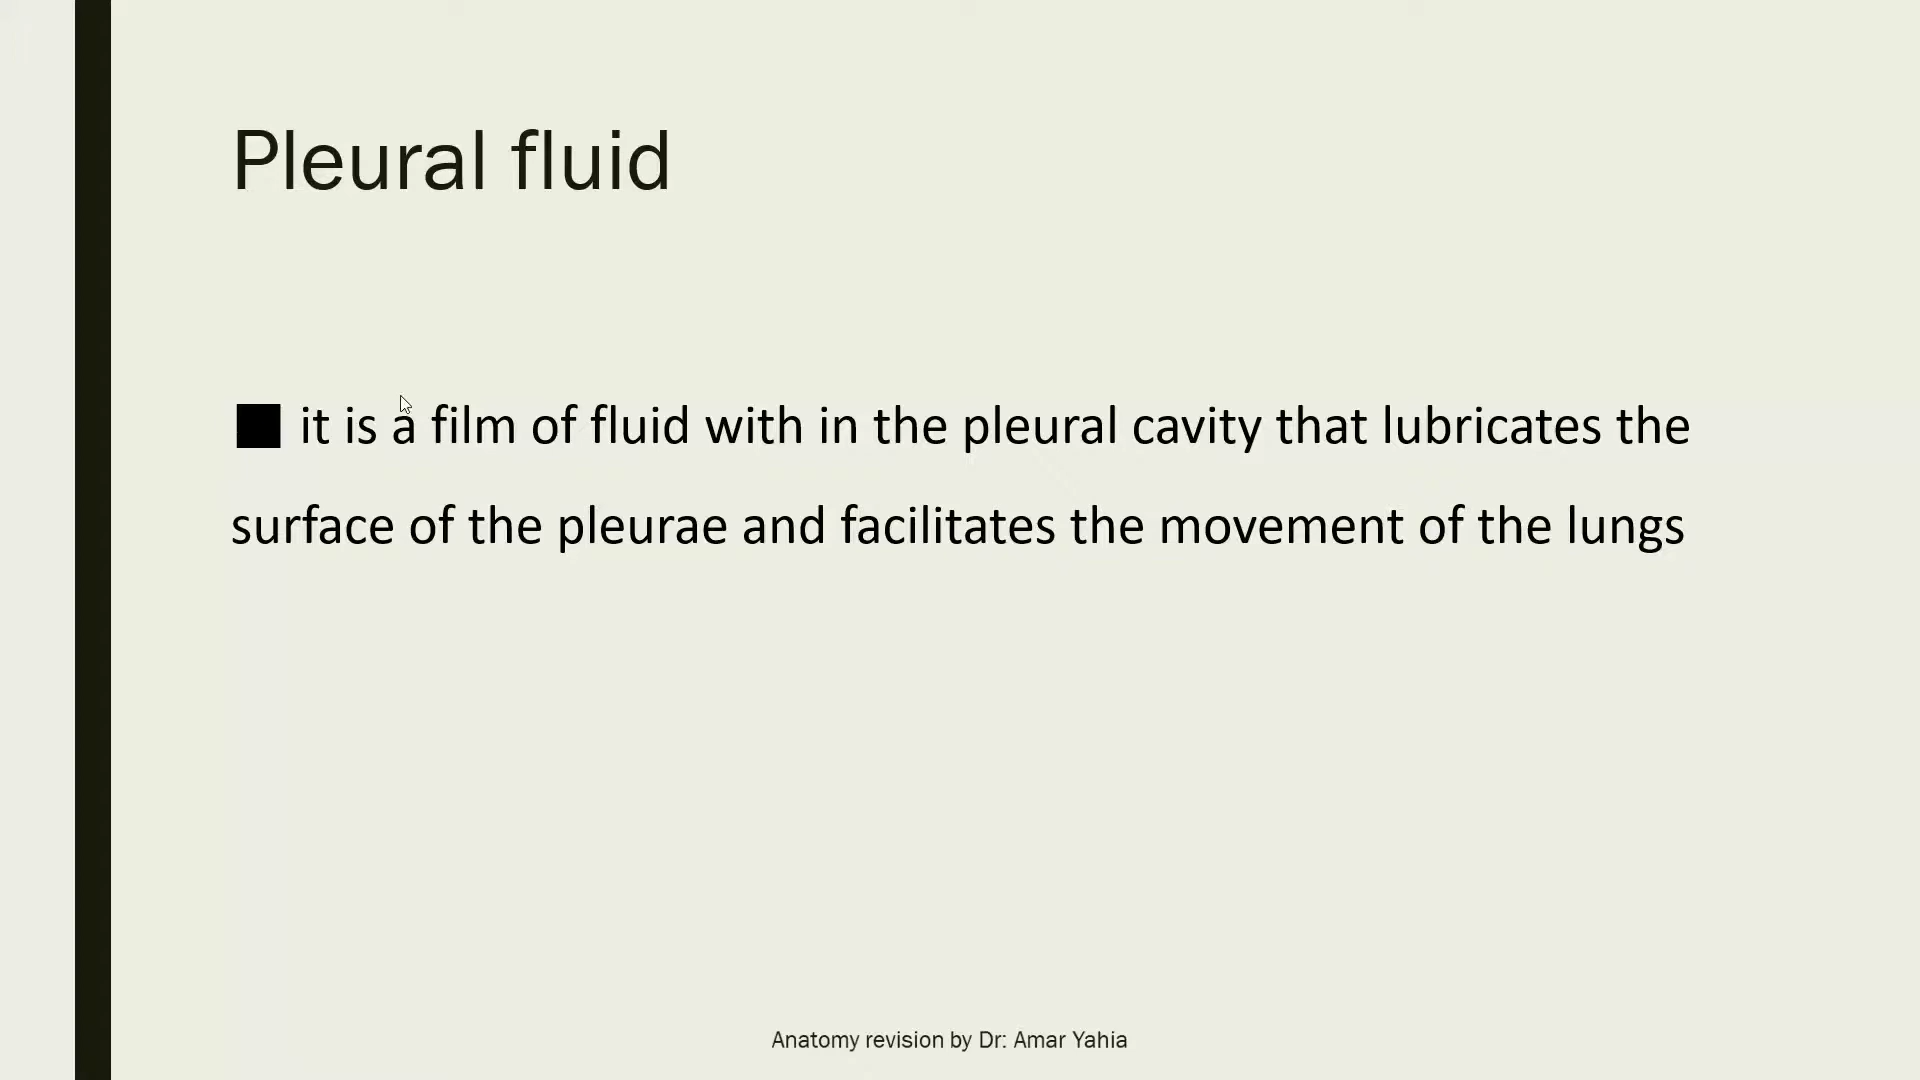 Pleural fluid
■ it is a film of fluid with in the pleural cavity that lubricates the
surface of the pleurae and facilitates the movement of the lungs
Anatomy revision by Dr: Amar Yahia